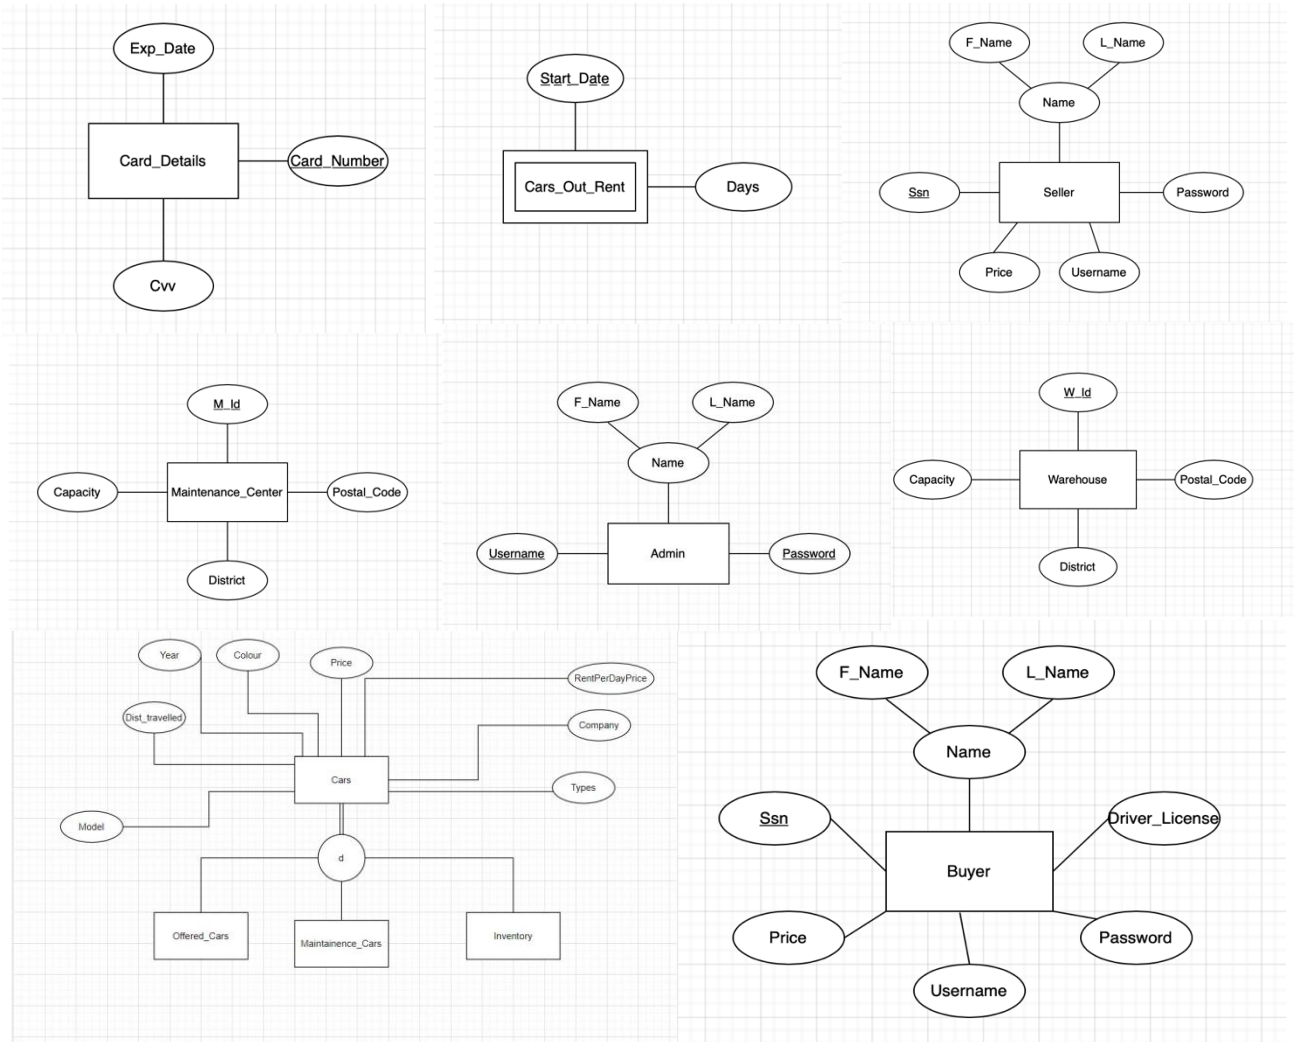 Exp_Date
Card_Details
Card_Number
Cvv
Start_Date
Cars_Out_Rent
Days
F_Name
L_Name
Name
Ssn
Seller
Password
Price
Username
M_Id
Capacity
Maintenance_Center
Postal_Code
District
F_Name
L_Name
Name
Username
Admin
Password
W_Id
Capacity
Warehouse
Postal_Code
District
Year
Colour
Price
RentPerDayPrice
Dist_travelled
Company
Cars
Types
Model
d
Offered_Cars
Maintainence_Cars
Inventory
F_Name
L_Name
Name
Ssn
Driver_License
Buyer
Price
Password
Username